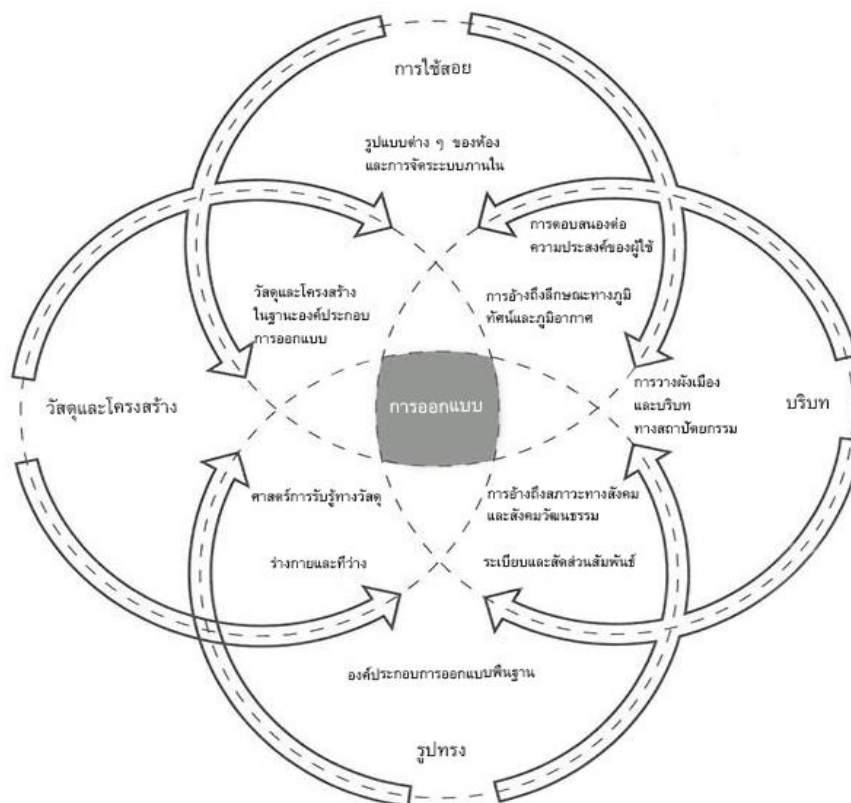 การใช้สอย
รูปแบบต่าง ๆ ของห้อง
และการจัดระะบบภานใน
การตอบสนองต่อ
ความประสงค์ของผู้ใช้
วัสดุและโครงสร้าง
ในฐานะองค์ประกอบ
การออกแบบ
การอ้างถึงลักษณะทางภูมิ
ทัศน์และภูมิอากาศ
วัสดุและโครงสร้าง
การออกแบบ
การวางผังเมือง
และบริบท
ทางสถาปัตยกรรม
บริบท
ศาสตร์การรับรู้ทางวัสดุ
การอ้างถึงสภาวะทางสังคม
และสังคมวัฒนธรรม
ร่างกายและที่ว่าง
ระเบียบและสัดส่วนสัมพันธ์
องค์ประกอบการออกแบบพื้นฐาน
รูปทรง